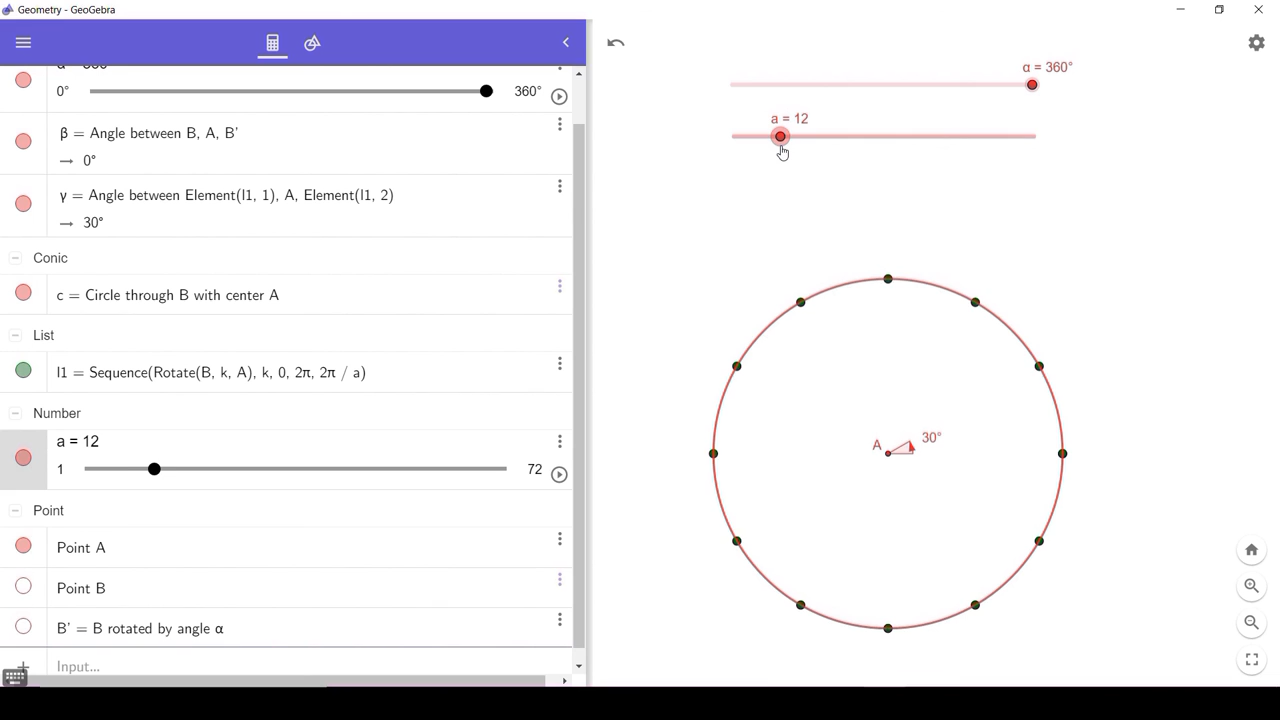 Geometry - GeoGebra
0°
360°
β = Angle between B, A, B'
→ 0°
γ = Angle between Element(l1, 1), A, Element(l1, 2)
→ 30°
Conic
c = Circle through B with center A
List
l1 = Sequence(Rotate(B, k, A), k, 0, 2π, 2π / a)
Number
a = 12
1
72
Point
Point A
Point B
B' = B rotated by angle α
Input...
α = 360°
a = 12
A
30°